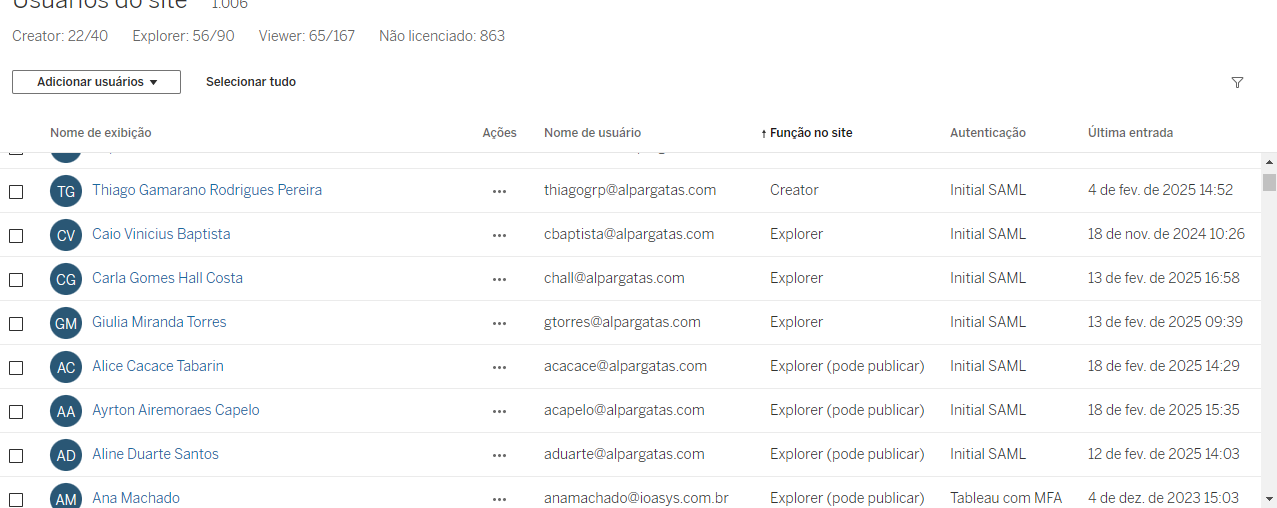 Usuários do site 1.006
Creator: 22/40 Explorer: 56/90 Viewer: 65/167 Não licenciado: 863
Adicionar usuários ▾ Selecionar tudo
Nome de exibição Ações Nome de usuário ↑ Função no site Autenticação Última entrada
TG Thiago Gamarano Rodrigues Pereira ••• thiagogrp@alpargatas.com Creator Initial SAML 4 de fev. de 2025 14:52
CV Caio Vinicius Baptista ••• cbaptista@alpargatas.com Explorer Initial SAML 18 de nov. de 2024 10:26
CG Carla Gomes Hall Costa ••• chall@alpargatas.com Explorer Initial SAML 13 de fev. de 2025 16:58
GM Giulia Miranda Torres ••• gtorres@alpargatas.com Explorer Initial SAML 13 de fev. de 2025 09:39
AC Alice Cacace Tabarin ••• acacace@alpargatas.com Explorer (pode publicar) Initial SAML 18 de fev. de 2025 14:29
AA Ayrton Airemoraes Capelo ••• acapelo@alpargatas.com Explorer (pode publicar) Initial SAML 18 de fev. de 2025 15:35
AD Aline Duarte Santos ••• aduarte@alpargatas.com Explorer (pode publicar) Initial SAML 12 de fev. de 2025 14:03
AM Ana Machado ••• anamachado@ioasys.com.br Explorer (pode publicar) Tableau com MFA 4 de dez. de 2023 15:03